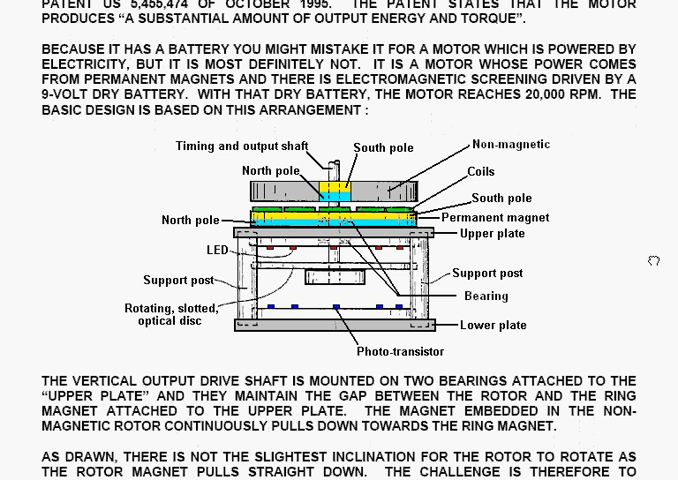 PATENT US 5,455,474 OF OCTOBER 1995. THE PATENT STATES THAT THE MOTOR
PRODUCES “A SUBSTANTIAL AMOUNT OF OUTPUT ENERGY AND TORQUE”.
BECAUSE IT HAS A BATTERY YOU MIGHT MISTAKE IT FOR A MOTOR WHICH IS POWERED BY
ELECTRICITY, BUT IT IS MOST DEFINITELY NOT. IT IS A MOTOR WHOSE POWER COMES
FROM PERMANENT MAGNETS AND THERE IS ELECTROMAGNETIC SCREENING DRIVEN BY A
9-VOLT DRY BATTERY. WITH THAT DRY BATTERY, THE MOTOR REACHES 20,000 RPM. THE
BASIC DESIGN IS BASED ON THIS ARRANGEMENT :
Timing and output shaft
South pole
Non-magnetic
North pole
Coils
South pole
North pole
Permanent magnet
Upper plate
LED
Support post
Support post
Bearing
Rotating, slotted,
optical disc
Lower plate
Photo-transistor
THE VERTICAL OUTPUT DRIVE SHAFT IS MOUNTED ON TWO BEARINGS ATTACHED TO THE
“UPPER PLATE” AND THEY MAINTAIN THE GAP BETWEEN THE ROTOR AND THE RING
MAGNET ATTACHED TO THE UPPER PLATE. THE MAGNET EMBEDDED IN THE NON-
MAGNETIC ROTOR CONTINUOUSLY PULLS DOWN TOWARDS THE RING MAGNET.
AS DRAWN, THERE IS NOT THE SLIGHTEST INCLINATION FOR THE ROTOR TO ROTATE AS
THE ROTOR MAGNET PULLS STRAIGHT DOWN. THE CHALLENGE IS THEREFORE TO